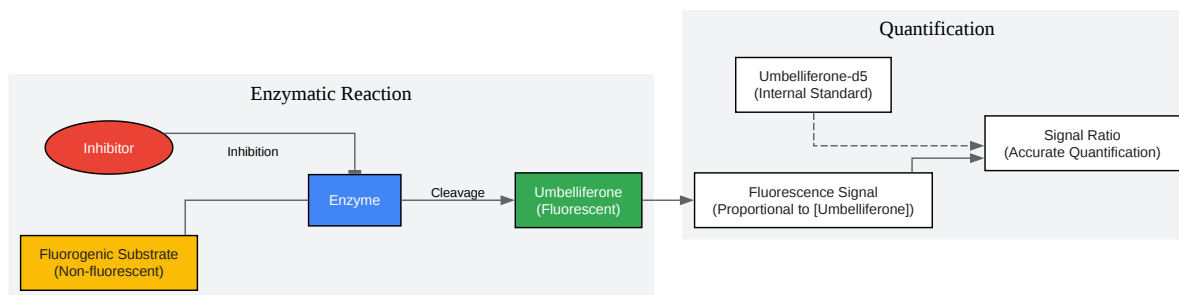 Quantification
Umbelliferone-d5
(Internal Standard)
Enzymatic Reaction
Signal Ratio
(Accurate Quantification)
Inhibitor
Inhibition
Cleavage
Enzyme
Umbelliferone
(Fluorescent)
Fluorescence Signal
(Proportional to [Umbelliferone])
Fluorogenic Substrate
(Non-fluorescent)